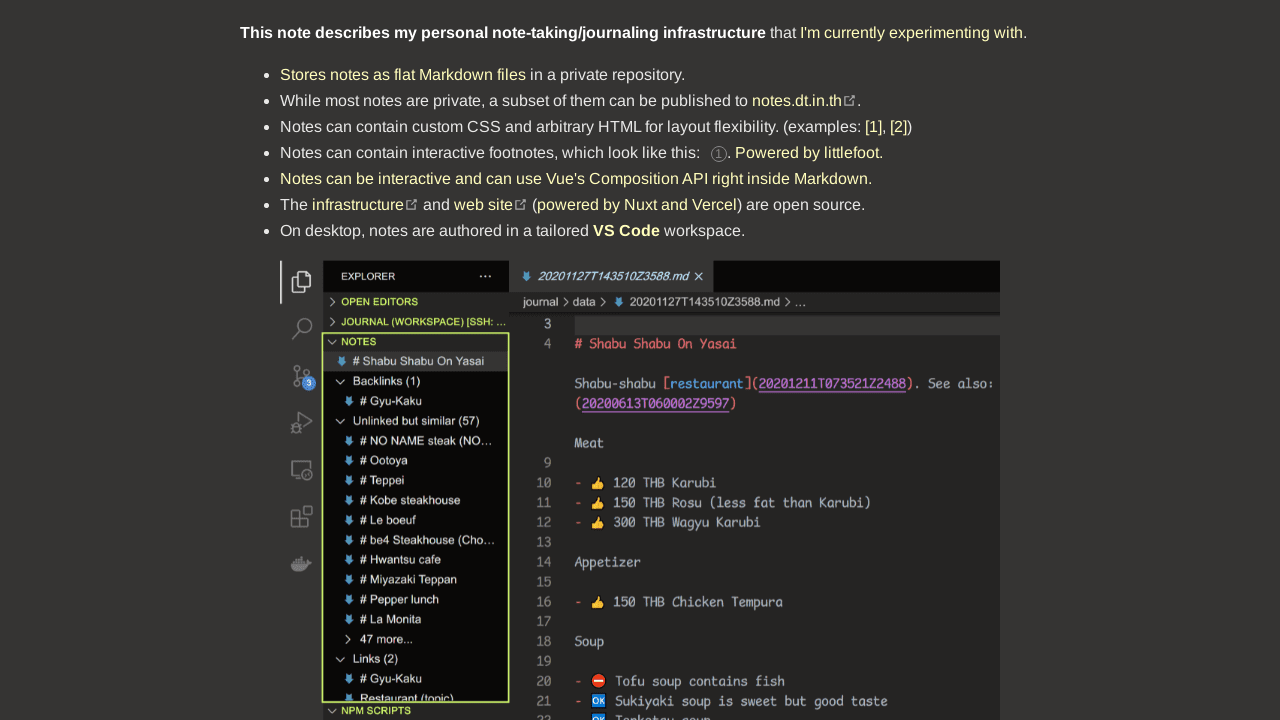 This note describes my personal note-taking/journaling infrastructure that I'm currently experimenting with.
Stores notes as flat Markdown files in a private repository.
While most notes are private, a subset of them can be published to notes.dt.in.th.
Notes can contain custom CSS and arbitrary HTML for layout flexibility. (examples: [1], [2])
Notes can contain interactive footnotes, which look like this: 1. Powered by littlefoot.
Notes can be interactive and can use Vue's Composition API right inside Markdown.
The infrastructure and web site (powered by Nuxt and Vercel) are open source.
On desktop, notes are authored in a tailored VS Code workspace.
EXPLORER ...
OPEN EDITORS
JOURNAL (WORKSPACE) [SSH: ...
NOTES
# Shabu Shabu On Yasai
Backlinks (1)
# Gyu-Kaku
Unlinked but similar (57)
# NO NAME steak (NO...
# Ootoya
# Teppei
# Kobe steakhouse
# Le boeuf
# be4 Steakhouse (Cho...
# Hwantsu cafe
# Miyazaki Teppan
# Pepper lunch
# La Monita
47 more...
Links (2)
# Gyu-Kaku
Restaurant (topic)
NPM SCRIPTS
3
20201127T143510Z3588.md
journal > data > 20201127T143510Z3588.md > ...
3
4 # Shabu Shabu On Yasai
Shabu-shabu [restaurant](20201211T073521Z2488). See also:
(20200613T060002Z9597)
Meat
9
10 - 👍 120 THB Karubi
11 - 👍 150 THB Rosu (less fat than Karubi)
12 - 👍 300 THB Wagyu Karubi
13
14 Appetizer
15
16 - 👍 150 THB Chicken Tempura
17
18 Soup
19
20 - ⛔ Tofu soup contains fish
21 - 🆗 Sukiyaki soup is sweet but good taste
22 - 🆗 Tonkotsu soup